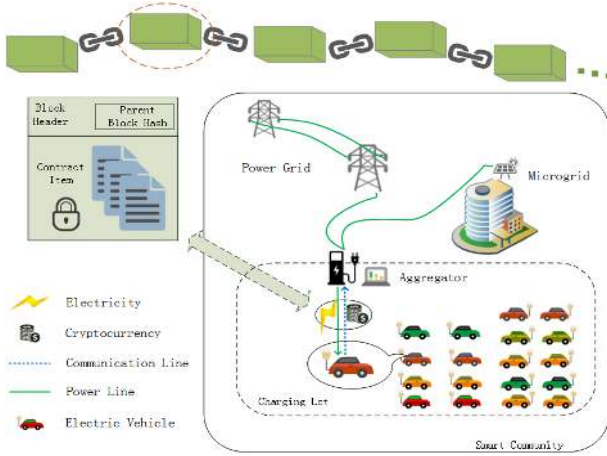 Block
Header
Parent
Block Hash
Contract
Item
Power Grid
Microgrid
Aggregator
Electricity
Cryptocurrency
Communication Line
Power Line
Electric Vehicle
Charging Lot
Smart Community